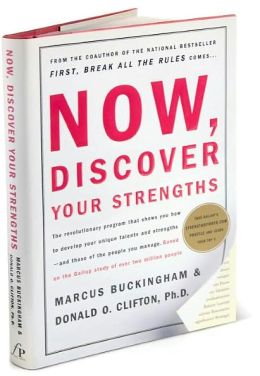 FROM THE COAUTHOR OF THE NATIONAL BESTSELLER
FIRST, BREAK ALL THE RULES COMES...
NOW,
DISCOVER
YOUR STRENGTHS
The revolutionary program that shows you how
to develop your unique talents and strengths
—and those of the people you manage. Based
on the Gallup study of over two million people
MARCUS BUCKINGHAM &
DONALD O. CLIFTON, Ph.D.
NOW, DISCOVER YOUR STRENGTHS
MARCUS BUCKINGHAM &
DONALD O. CLIFTON, Ph.D.
fP